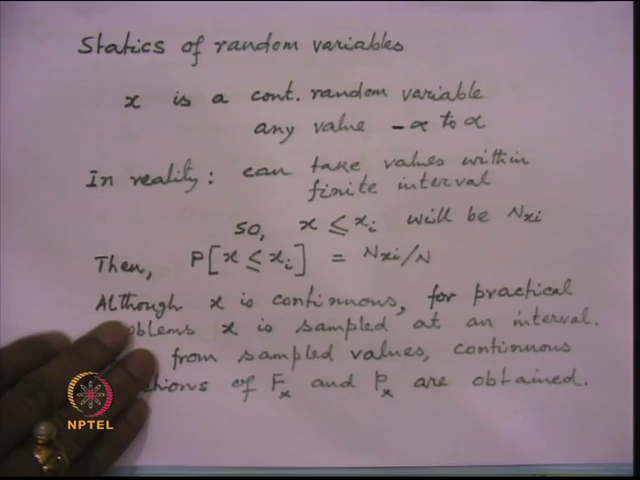 Statics of random variables
x is a cont. random variable
any value -α to α
In reality: can take values within
finite interval
so, x ≤ xi will be Nxi
Then, P[x ≤ xi] = Nxi/N
Although x is continuous, for practical
oblems x is sampled at an interval.
from sampled values, continuous
tions of Fx and Px are obtained.
NPTEL